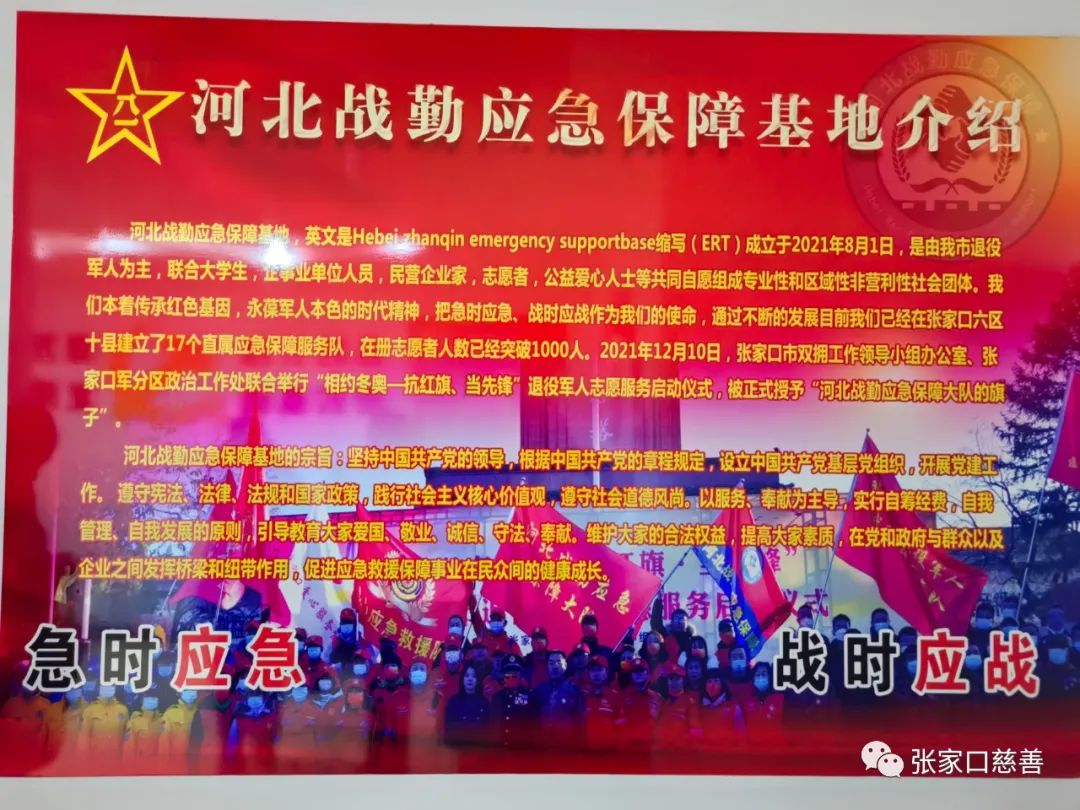 河北战勤应急保障基地介绍
河北战勤应急保障基地，英文是Hebei zhanqin emergency supportbase缩写（ERT）成立于2021年8月1日，是由我市退役
军人为主，联合大学生，企事业单位人员，民营企业家，志愿者，公益爱心人士等共同自愿组成专业性和区域性非营利性社会团体。我
们本着传承红色基因，永葆军人本色的时代精神，把急时应急、战时应战作为我们的使命，通过不断的发展目前我们已经在张家口六区
十县建立了17个直属应急保障服务队，在册志愿者人数已经突破1000人。2021年12月10日，张家口市双拥工作领导小组办公室、张
家口军分区政治工作处联合举行“相约冬奥—抗红旗、当先锋”退役军人志愿服务启动仪式，被正式授予“河北战勤应急保障大队的旗
子”。
河北战勤应急保障基地的宗旨：坚持中国共产党的领导，根据中国共产党的章程规定，设立中国共产党基层党组织，开展党建工
作。遵守宪法、法律、法规和国家政策，践行社会主义核心价值观，遵守社会道德风尚。以服务、奉献为主导，实行自筹经费，自我
管理、自我发展的原则，引导教育大家爱国、敬业、诚信、守法、奉献。维护大家的合法权益，提高大家素质，在党和政府与群众以及
企业之间发挥桥梁和纽带作用，促进应急救援保障事业在民众间的健康成长。
应急救援队
急时应急
战时应战
张家口慈善